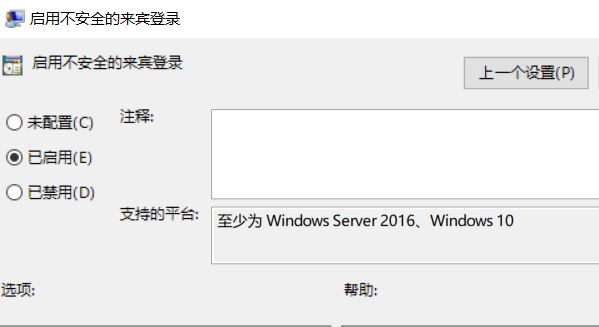 启用不安全的来宾登录
启用不安全的来宾登录
上一个设置(P)
未配置(C)
注释:
已启用(E)
已禁用(D)
支持的平台:
至少为 Windows Server 2016、Windows 10
选项:
帮助: